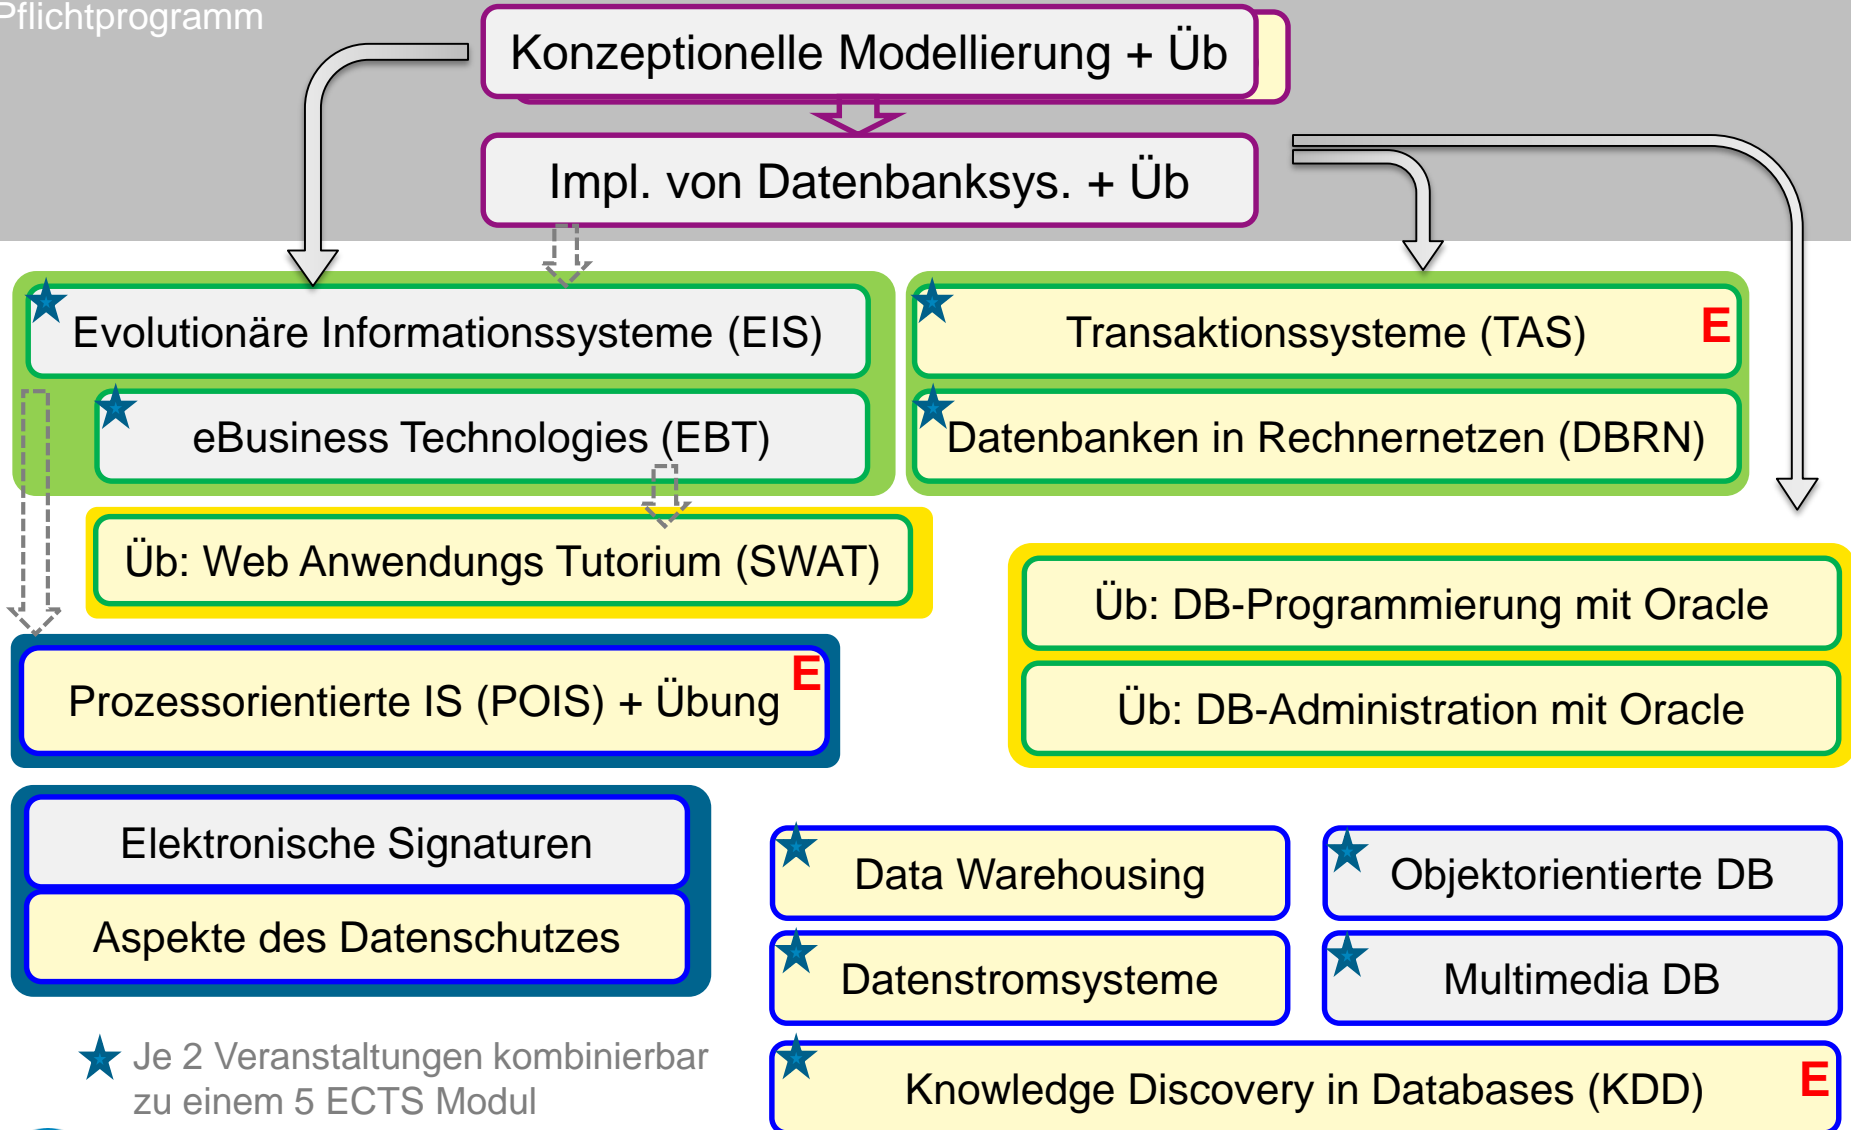 Pflichtprogramm
Konzeptionelle Modellierung + Üb
Impl. von Datenbanksys. + Üb
Evolutionäre Informationssysteme (EIS)
Transaktionssysteme (TAS)
E
eBusiness Technologies (EBT)
Datenbanken in Rechnernetzen (DBRN)
Üb: Web Anwendungs Tutorium (SWAT)
Üb: DB-Programmierung mit Oracle
Prozessorientierte IS (POIS) + Übung
E
Üb: DB-Administration mit Oracle
Elektronische Signaturen
Aspekte des Datenschutzes
Data Warehousing
Objektorientierte DB
Datenstromsysteme
Multimedia DB
Je 2 Veranstaltungen kombinierbar
zu einem 5 ECTS Modul
Knowledge Discovery in Databases (KDD)
E